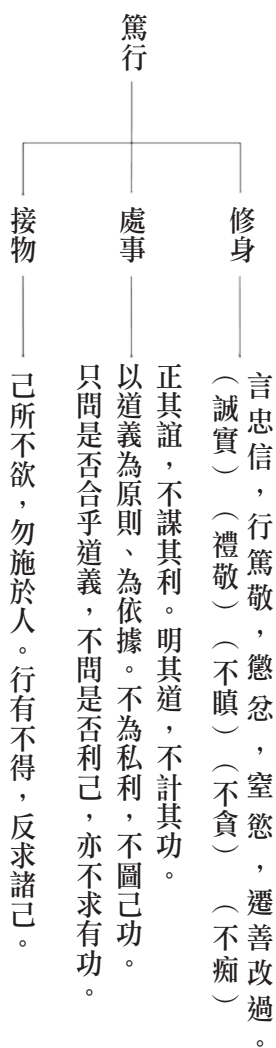 篤行
修身
言忠信，行篤敬，懲忿，窒慾，遷善改過。
（誠實）（禮敬）（不瞋）（不貪）（不痴）
處事
正其誼，不謀其利。明其道，不計其功。
以道義為原則、為依據。不為私利，不圖己功。
只問是否合乎道義，不問是否利己，亦不求有功。
接物
己所不欲，勿施於人。行有不得，反求諸己。